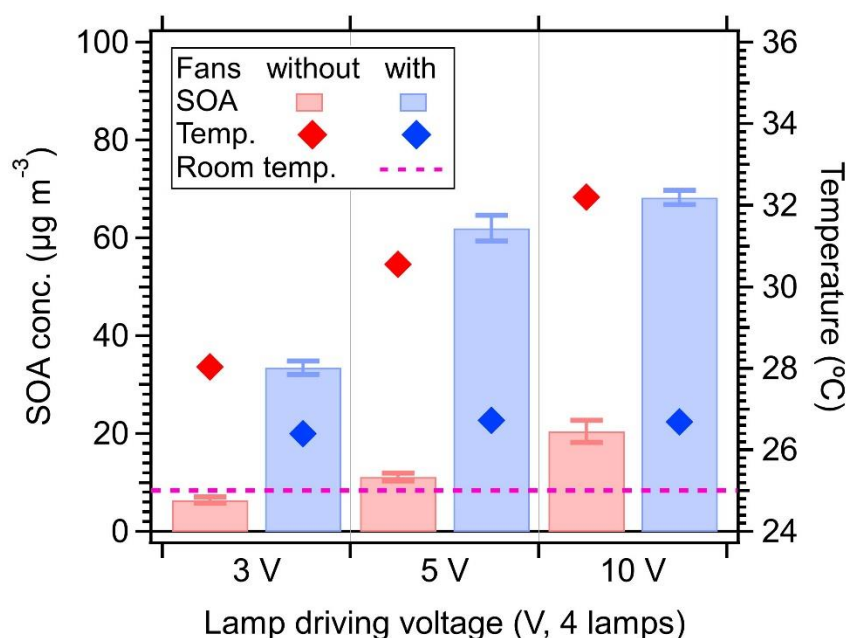 100
80
60
40
20
0
SOA conc. (µg m⁻³)
Fans without with
SOA
Temp.
Room temp.
36
34
32
30
28
26
24
Temperature (ºC)
3 V 5 V 10 V
Lamp driving voltage (V, 4 lamps)